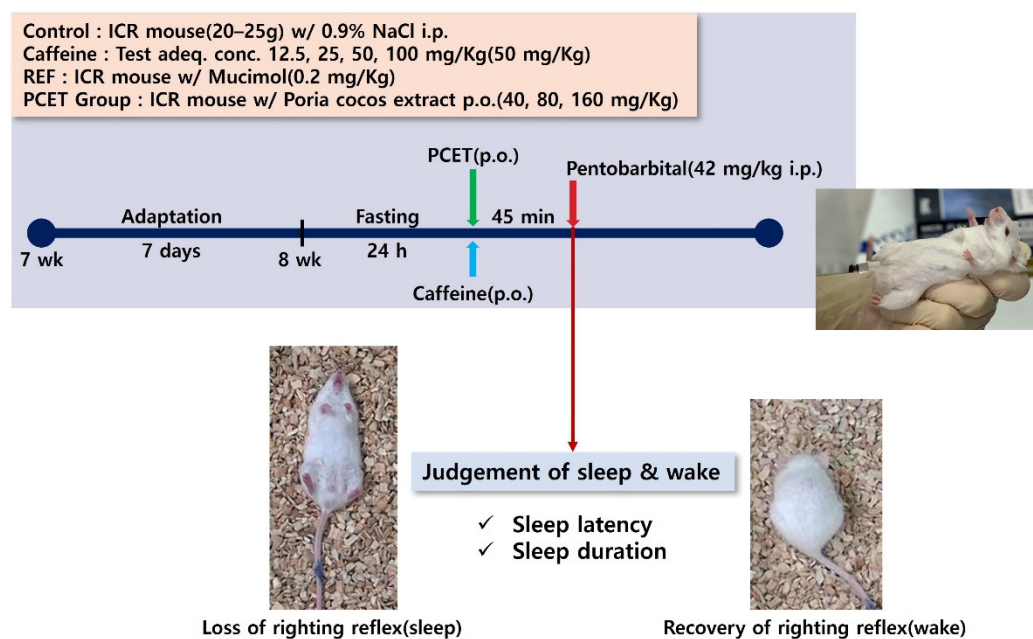 Control : ICR mouse(20–25g) w/ 0.9% NaCl i.p.
Caffeine : Test adeq. conc. 12.5, 25, 50, 100 mg/Kg(50 mg/Kg)
REF : ICR mouse w/ Mucimol(0.2 mg/Kg)
PCET Group : ICR mouse w/ Poria cocos extract p.o.(40, 80, 160 mg/Kg)
PCET(p.o.)
Pentobarbital(42 mg/kg i.p.)
Adaptation
Fasting
45 min
7 wk
7 days
8 wk
24 h
Caffeine(p.o.)
Judgement of sleep & wake
✓ Sleep latency
✓ Sleep duration
Loss of righting reflex(sleep)
Recovery of righting reflex(wake)